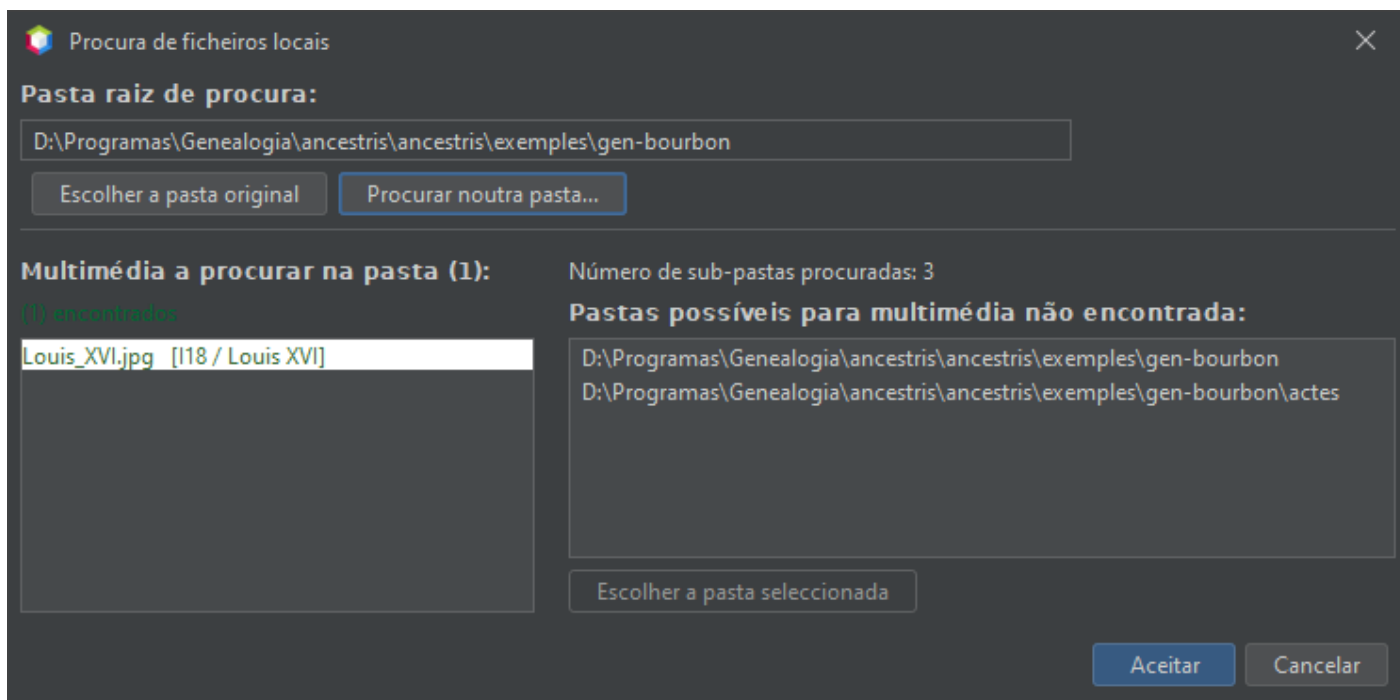 Procura de ficheiros locais
Pasta raiz de procura:
D:\Programas\Genealogia\ancestris\ancestris\exemples\gen-bourbon
Escolher a pasta original
Procurar noutra pasta...
Multimédia a procurar na pasta (1):
(1) encontrados
Louis_XVI.jpg [I18 / Louis XVI]
Número de sub-pastas procuradas: 3
Pastas possíveis para multimédia não encontrada:
D:\Programas\Genealogia\ancestris\ancestris\exemples\gen-bourbon
D:\Programas\Genealogia\ancestris\ancestris\exemples\gen-bourbon\actes
Escolher a pasta seleccionada
Aceitar
Cancelar